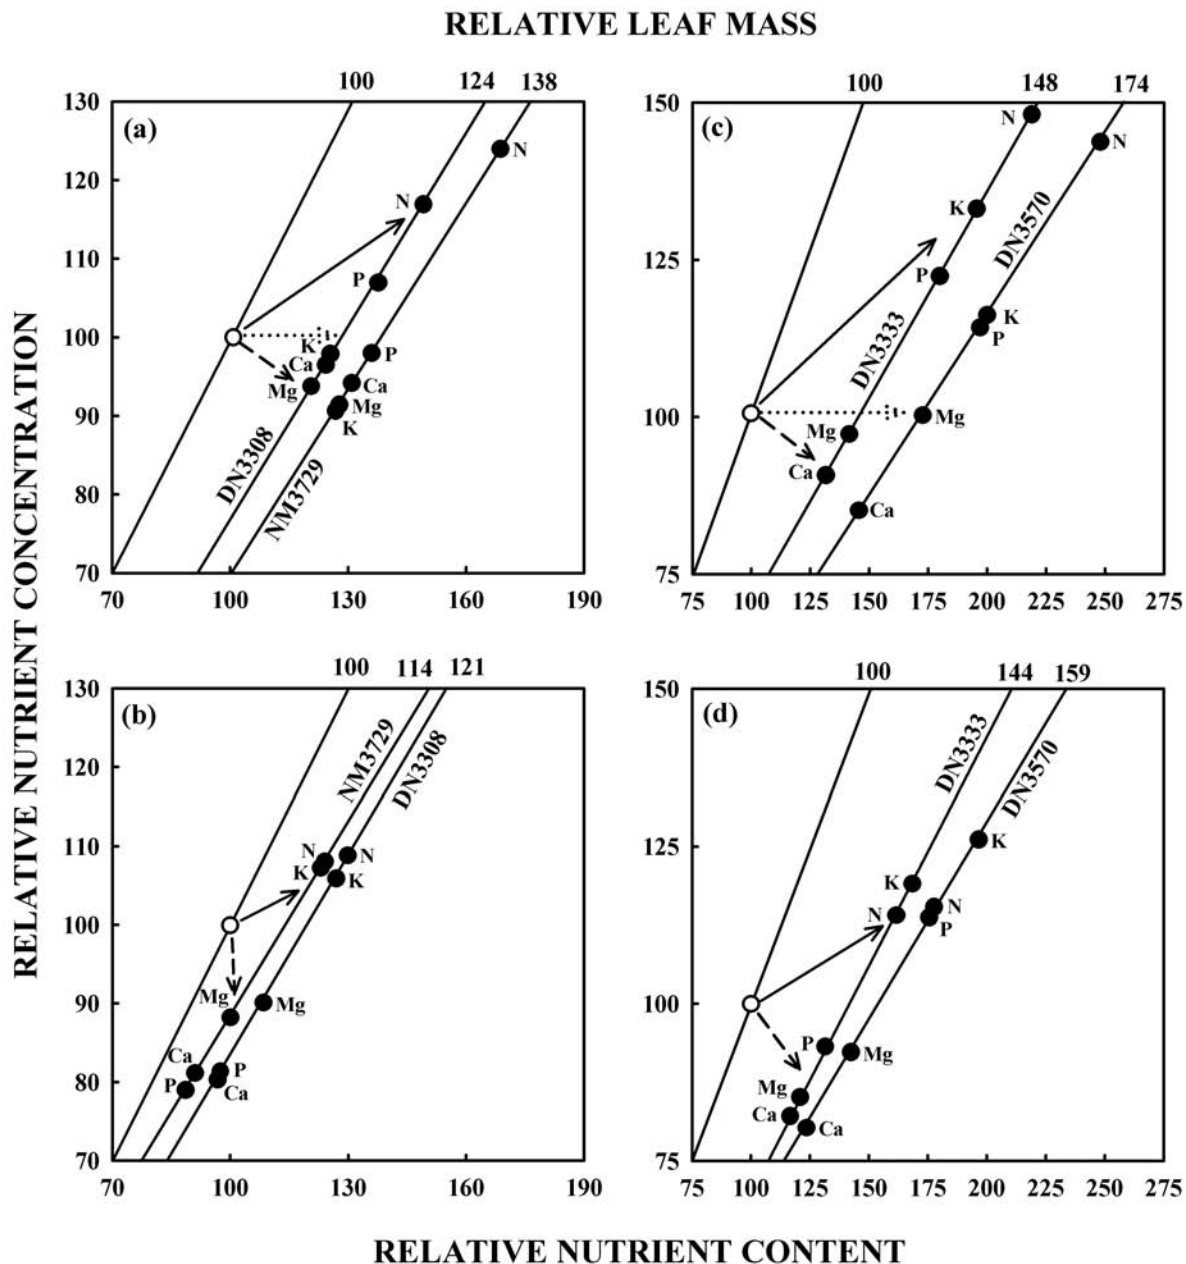 RELATIVE LEAF MASS
RELATIVE NUTRIENT CONCENTRATION
100 124 138
130
(a)
120
110
100
90
80
70
N
N
P
K
P
Ca
Ca
Mg
Mg
K
DN3308
NM3729
70 100 130 160 190
100 148 174
150
(c)
125
100
75
N
N
K
DN3570
P
K
P
DN3333
Mg
Mg
Ca
Ca
75 100 125 150 175 200 225 250 275
100 114 121
130
(b)
120
110
100
90
80
70
NM3729
DN3308
N
N
K
K
Mg
Mg
Ca
P
P
Ca
70 100 130 160 190
100 144 159
150
(d)
125
100
75
DN3333
DN3570
K
K
N
N
P
P
Mg
Mg
Ca
Ca
75 100 125 150 175 200 225 250 275
RELATIVE NUTRIENT CONTENT